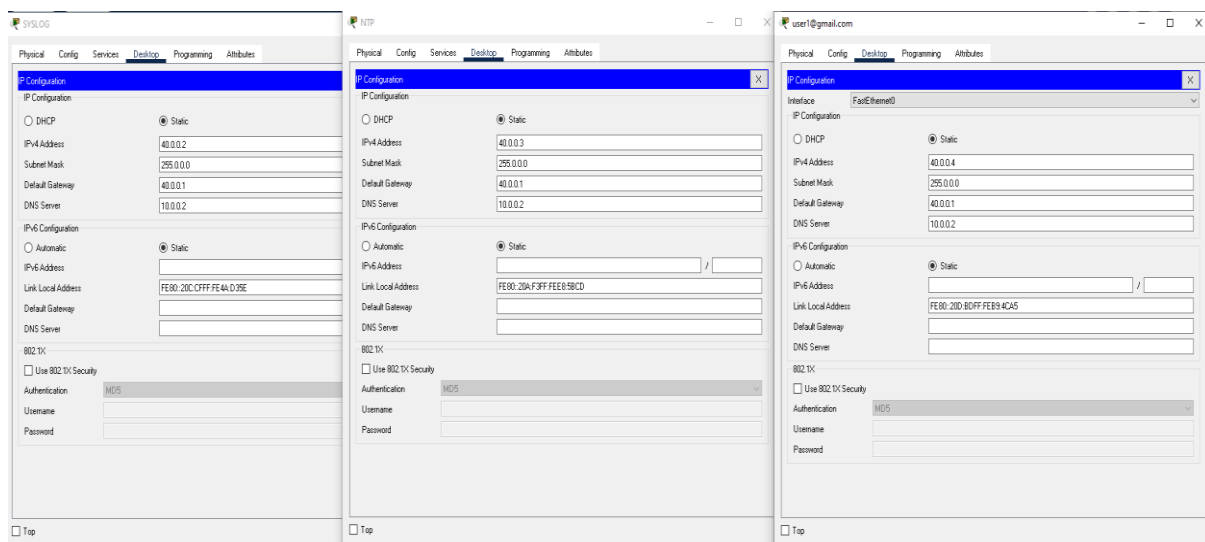 SYSLOG
Physical Config Services Desktop Programming Attributes
IP Configuration
IP Configuration
DHCP Static
IPv4 Address 40.0.0.2
Subnet Mask 255.0.0.0
Default Gateway 40.0.0.1
DNS Server 10.0.0.2
IPv6 Configuration
Automatic Static
IPv6 Address
Link Local Address FE80::20C:CFFF:FE4A:D35E
Default Gateway
DNS Server
802.1X
Use 802.1X Security
Authentication MD5
Username
Password
Top
NTP
Physical Config Services Desktop Programming Attributes
IP Configuration X
IP Configuration
DHCP Static
IPv4 Address 40.0.0.3
Subnet Mask 255.0.0.0
Default Gateway 40.0.0.1
DNS Server 10.0.0.2
IPv6 Configuration
Automatic Static
IPv6 Address /
Link Local Address FE80::20A:F3FF:FEE8:5BCD
Default Gateway
DNS Server
802.1X
Use 802.1X Security
Authentication MD5
Username
Password
Top
user1@gmail.com
Physical Config Desktop Programming Attributes
IP Configuration X
Interface FastEthernet0
IP Configuration
DHCP Static
IPv4 Address 40.0.0.4
Subnet Mask 255.0.0.0
Default Gateway 40.0.0.1
DNS Server 10.0.0.2
IPv6 Configuration
Automatic Static
IPv6 Address /
Link Local Address FE80::20D:BDFF:FEB9:4CA5
Default Gateway
DNS Server
802.1X
Use 802.1X Security
Authentication MD5
Username
Password
Top